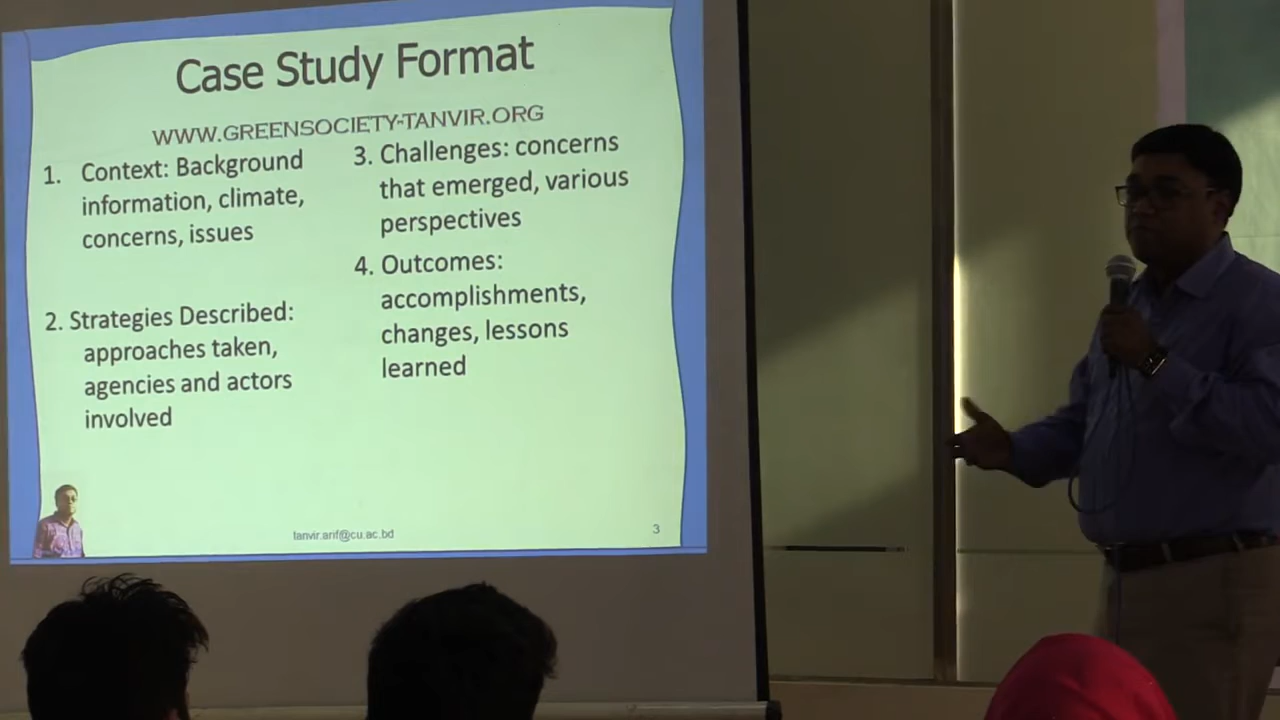 Case Study Format
WWW.GREENSOCIETY-TANVIR.ORG
1. Context: Background
information, climate,
concerns, issues
2. Strategies Described:
approaches taken,
agencies and actors
involved
3. Challenges: concerns
that emerged, various
perspectives
4. Outcomes:
accomplishments,
changes, lessons
learned
tanvir.arif@cu.ac.bd
3